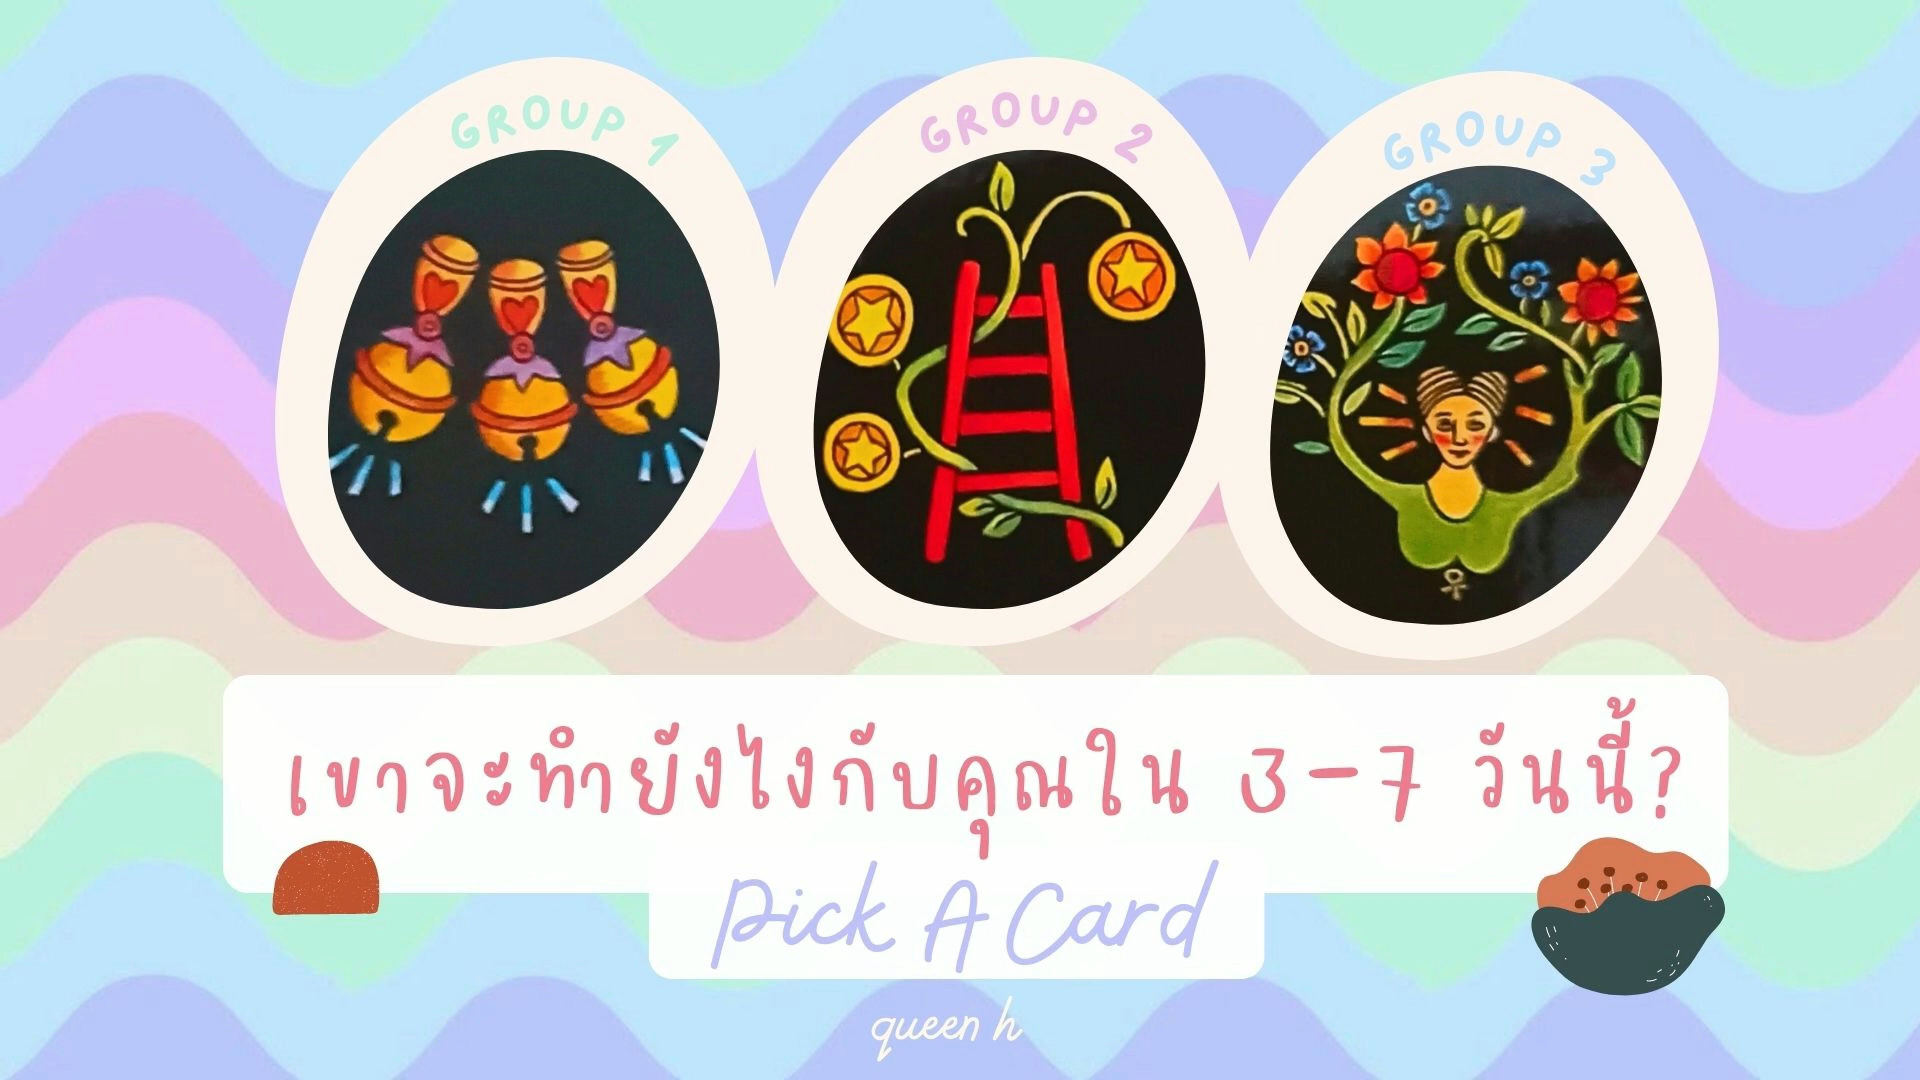 GROUP 1
GROUP 2
GROUP 3
เขาจะทำยังไงกับคุณใน 3-7 วันนี้?
Pick A Card
queen h